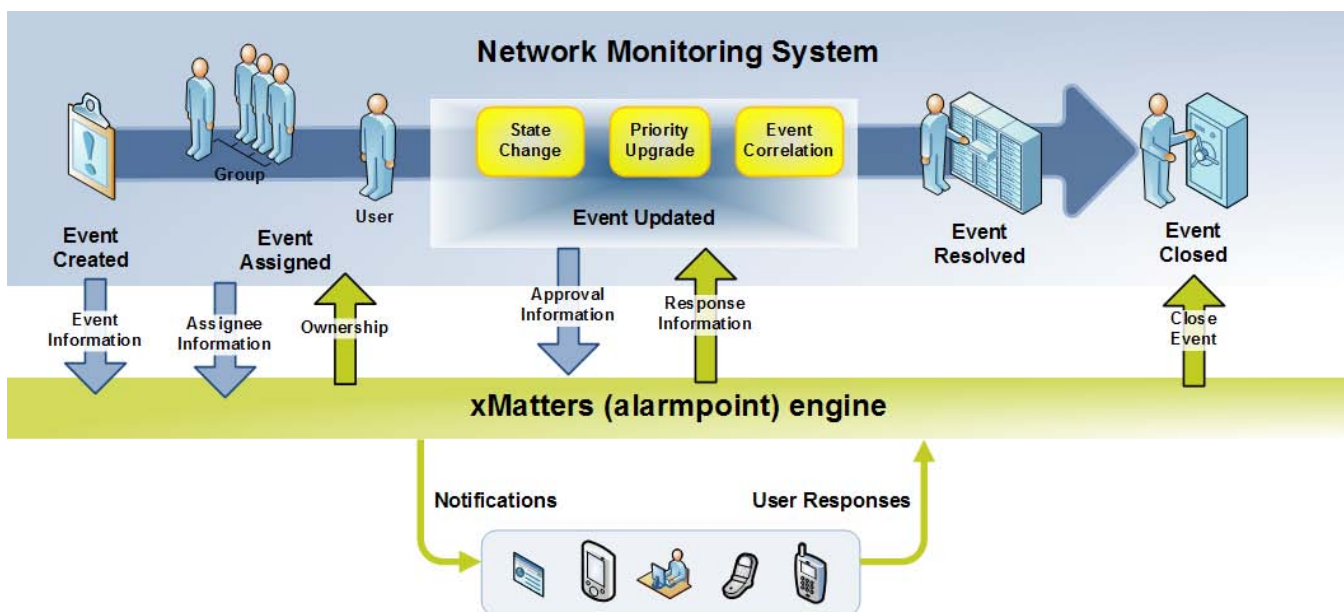 Network Monitoring System
Group
User
State
Change
Priority
Upgrade
Event
Correlation
Event Updated
Event
Created
Event
Assigned
Event
Resolved
Event
Closed
Event
Information
Assignee
Information
Ownership
Approval
Information
Response
Information
Close
Event
xMatters (alarmpoint) engine
Notifications
User Responses